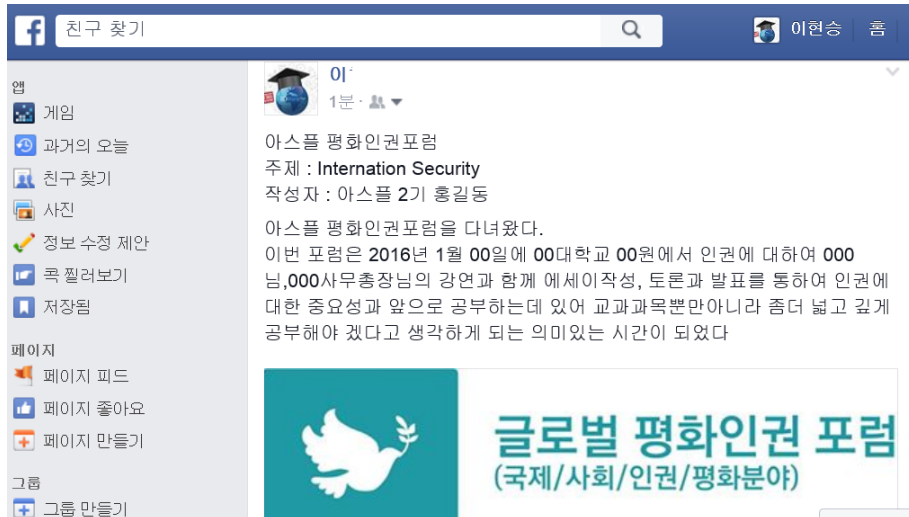 f
친구 찾기
이현승
홈
앱
게임
과거의 오늘
친구 찾기
사진
정보 수정 제안
콕 찔러보기
저장됨
페이지
페이지 피드
페이지 좋아요
페이지 만들기
그룹
그룹 만들기
이
1분 ·
아스플 평화인권포럼
주제 : Internation Security
작성자 : 아스플 2기 홍길동
아스플 평화인권포럼을 다녀왔다.
이번 포럼은 2016년 1월 00일에 00대학교 00원에서 인권에 대하여 000
님,000사무총장님의 강연과 함께 에세이작성, 토론과 발표를 통하여 인권에
대한 중요성과 앞으로 공부하는데 있어 교과과목뿐만아니라 좀더 넓고 깊게
공부해야 겠다고 생각하게 되는 의미있는 시간이 되었다
글로벌 평화인권 포럼
(국제/사회/인권/평화분야)